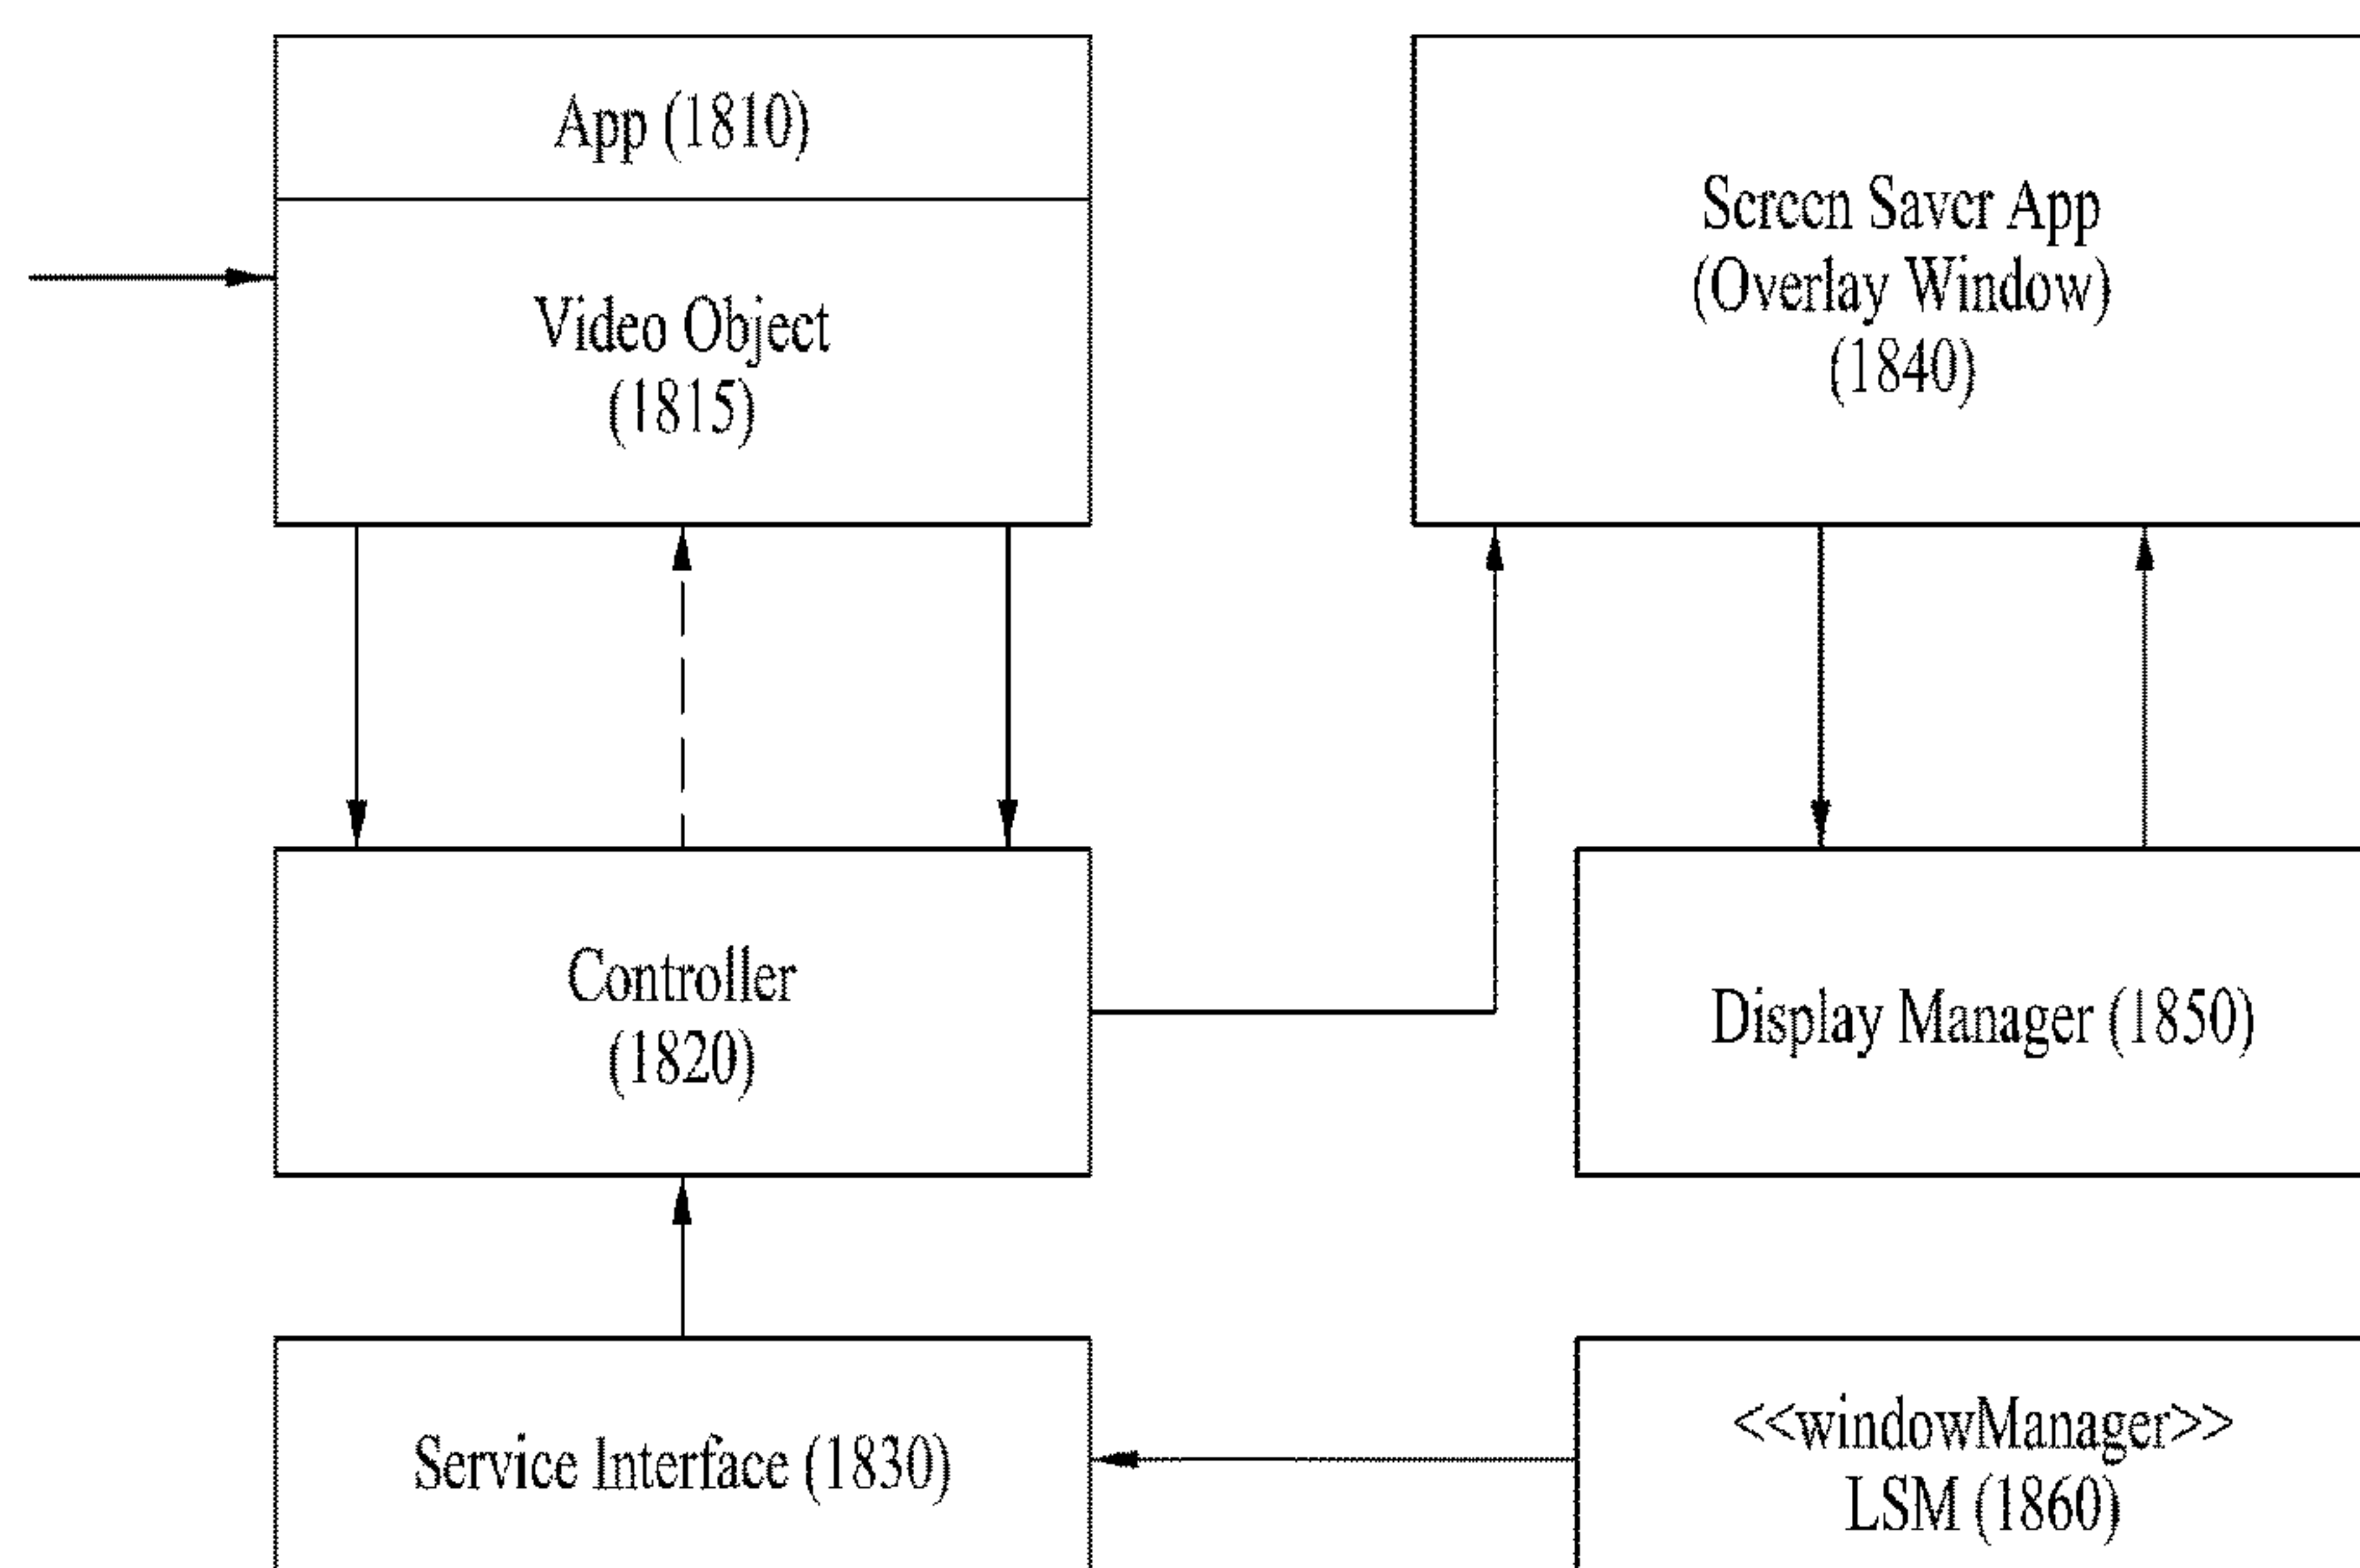 App (1810)
Video Object
(1815)
Screen Saver App
(Overlay Window)
(1840)
Controller
(1820)
Display Manager (1850)
Service Interface (1830)
<<windowManager>>
LSM (1860)